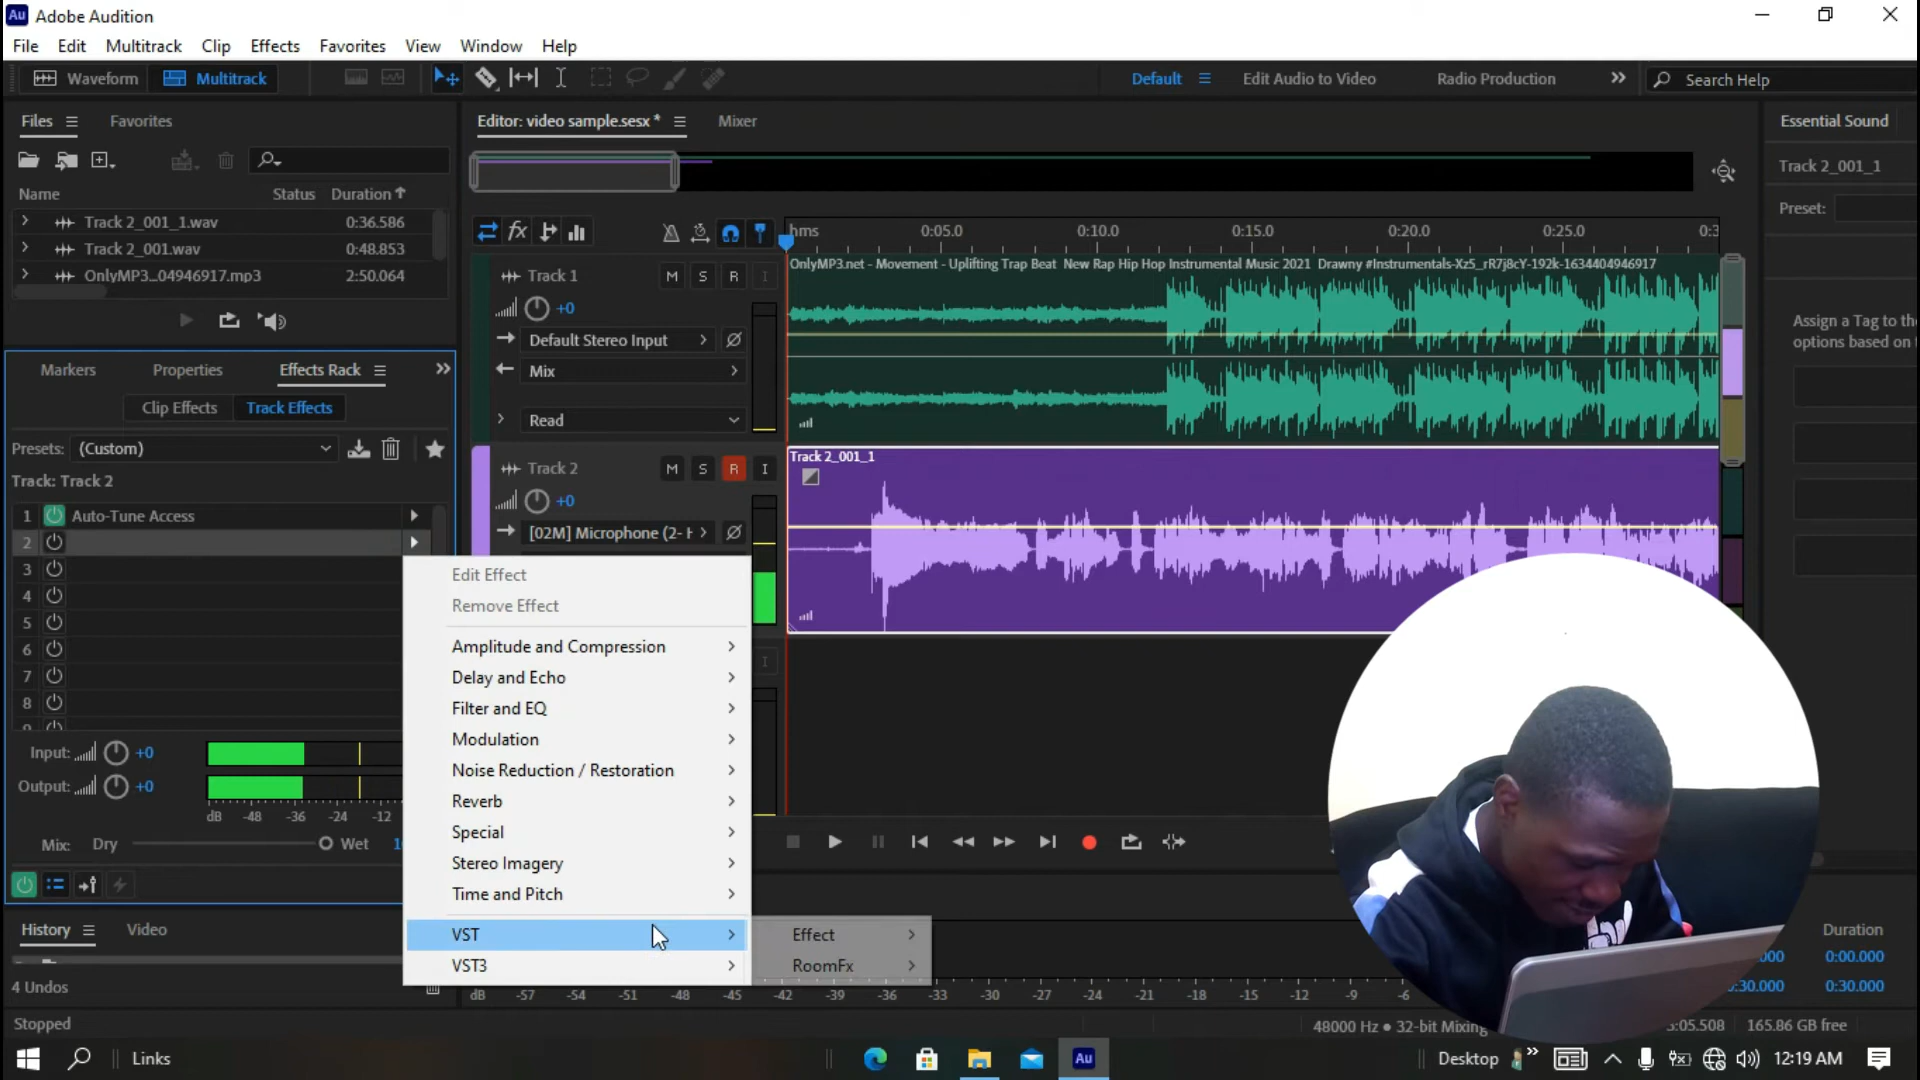 Au Adobe Audition
File Edit Multitrack Clip Effects Favorites View Window Help
Waveform Multitrack Default Edit Audio to Video Radio Production Search Help
Files Favorites
Name Status Duration
Track 2_001_1.wav 0:36.586
Track 2_001.wav 0:48.853
OnlyMP3...04946917.mp3 2:50.064
Markers Properties Effects Rack
Clip Effects Track Effects
Presets: (Custom)
Track: Track 2
1 Auto-Tune Access
2
3
4
5
6
7
8
Input: +0
Output: +0
dB -48 -36 -24 -12
Mix: Dry Wet
History Video
4 Undos
Stopped
Editor: video sample.sesx * Mixer
fx
hms 0:05.0 0:10.0 0:15.0 0:20.0 0:25.0 0:3
Track 1 M S R I
+0
Default Stereo Input
Mix
Read
OnlyMP3.net - Movement - Uplifting Trap Beat New Rap Hip Hop Instrumental Music 2021 Drawny #Instrumentals-Xz5_rR7j8cY-192k-1634404946917
Track 2 M S R I
+0
[02M] Microphone (2- H
Track 2_001_1
I
Edit Effect
Remove Effect
Amplitude and Compression
Delay and Echo
Filter and EQ
Modulation
Noise Reduction / Restoration
Reverb
Special
Stereo Imagery
Time and Pitch
VST
VST3
Effect
RoomFx
dB -57 -54 -51 -48 -45 -42 -39 -36 -33 -30 -27 -24 -21 -18 -15 -12 -9 -6
Essential Sound
Track 2_001_1
Preset:
Assign a Tag to the
options based on
Duration
0:00.000
0:30.000
48000 Hz ● 32-bit Mixing 3:05.508 165.86 GB free
Links Au Desktop 12:19 AM